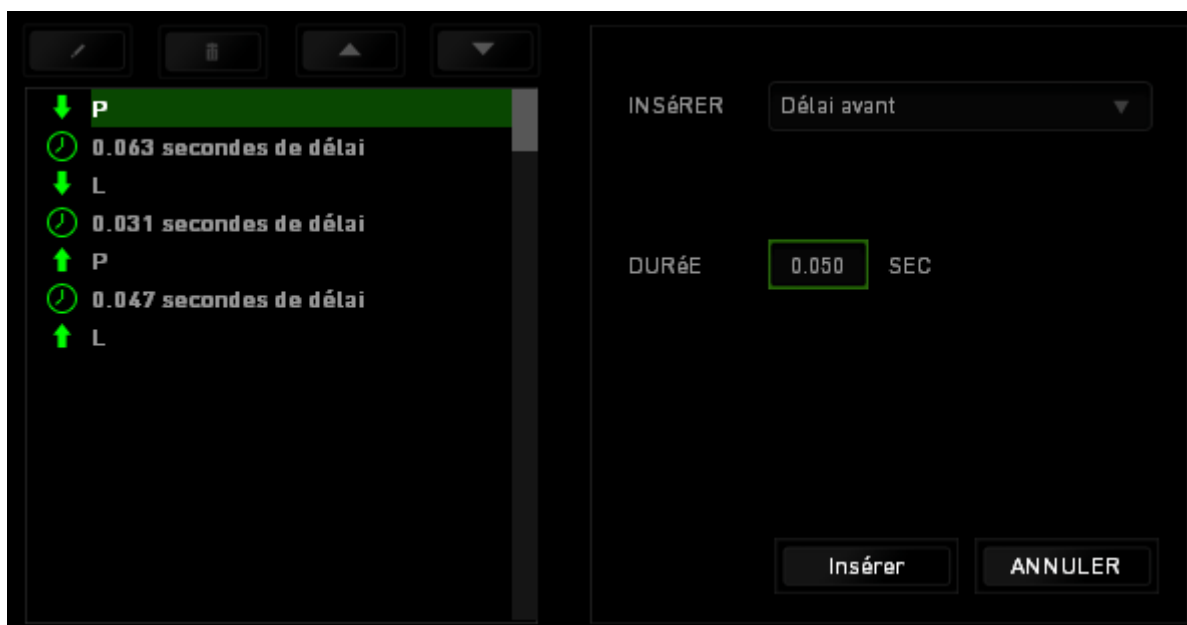 P
0.063 secondes de délai
L
0.031 secondes de délai
P
0.047 secondes de délai
L
INSéRER Délai avant
DURéE 0.050 SEC
Insérer ANNULER